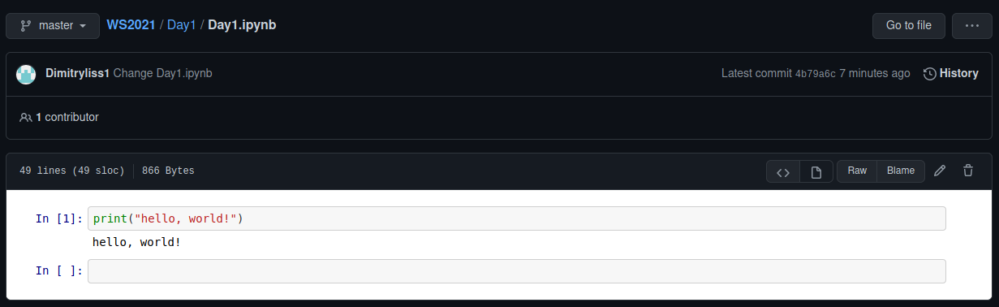 master WS2021 / Day1 / Day1.ipynb Go to file ...
Dimitryliss1 Change Day1.ipynb Latest commit 4b79a6c 7 minutes ago History
1 contributor
49 lines (49 sloc) 866 Bytes <> Raw Blame
In [1]: print("hello, world!")
hello, world!
In [ ]: